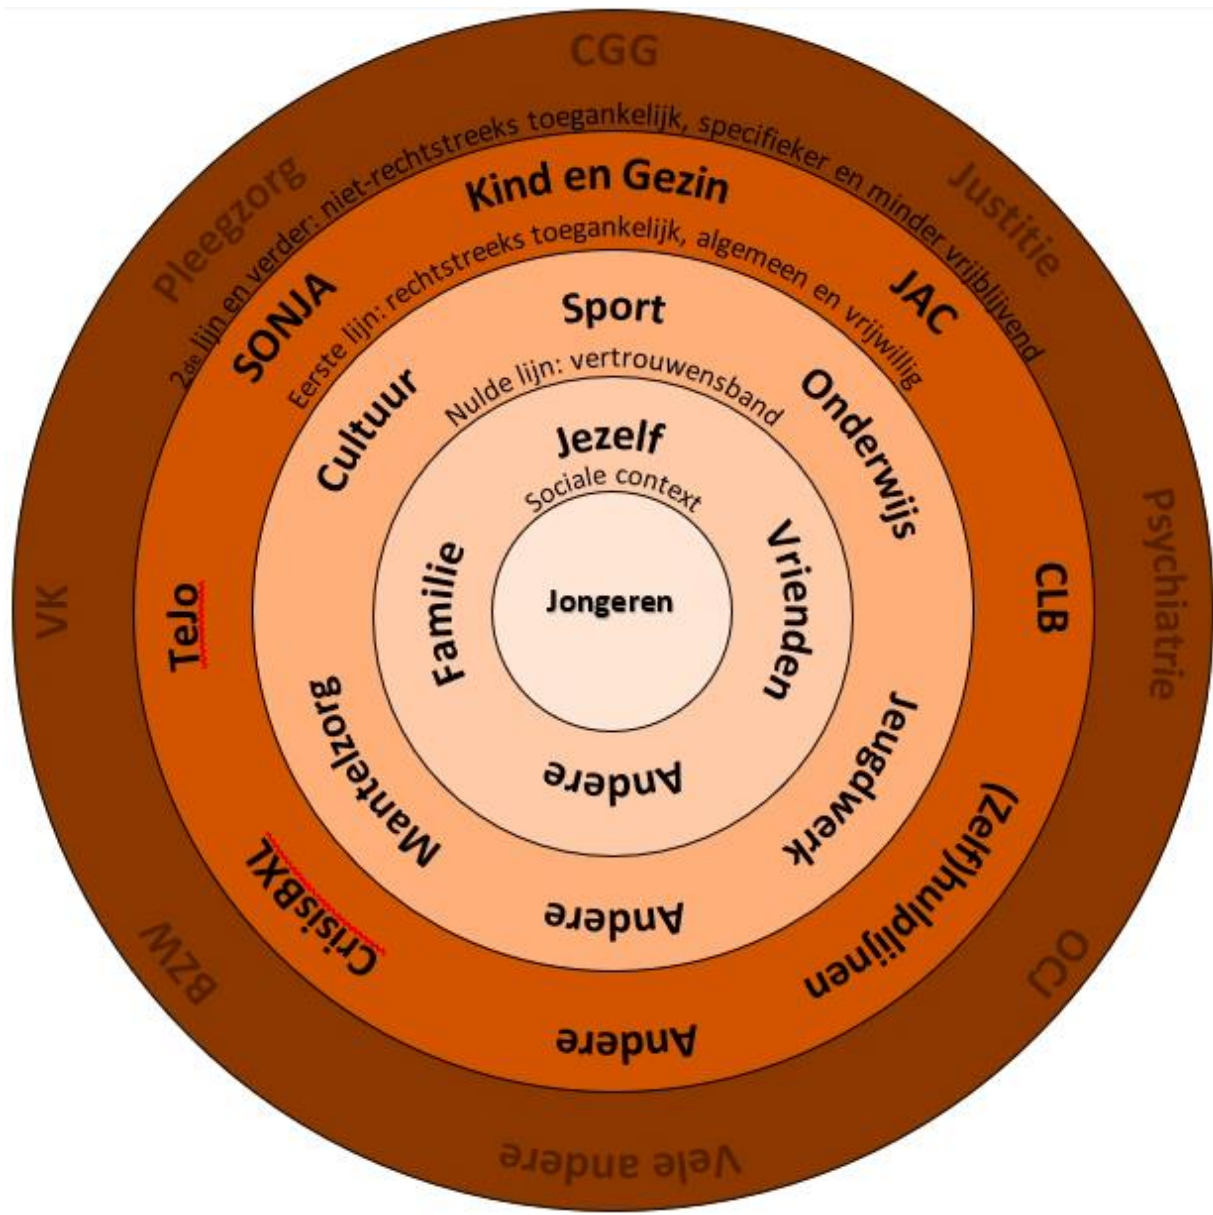 CGG
Justitie
Psychiatrie
OCJ
Vele andere
BZW
VK
Pleegzorg
2de lijn en verder: niet-rechtstreeks toegankelijk, specifieker en minder vrijblijvend
Kind en Gezin
JAC
CLB
(Zelf)hulplijnen
Andere
CrisisBXL
TeJo
SONJA
Eerste lijn: rechtstreeks toegankelijk, algemeen en vrijwillig
Sport
Onderwijs
Jeugdwerk
Andere
Mantelzorg
Cultuur
Nulde lijn: vertrouwensband
Jezelf
Vrienden
Andere
Familie
Sociale context
Jongeren